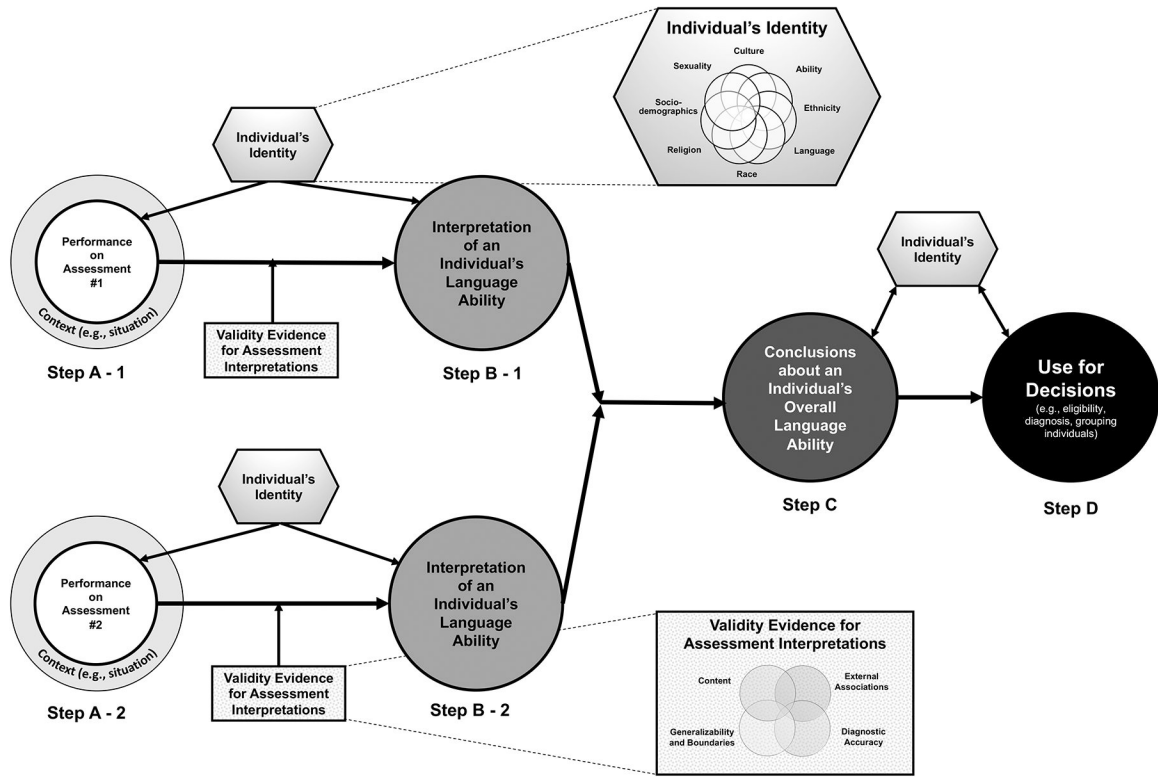 Individual's Identity
Culture
Sexuality
Ability
Socio-
demographics
Ethnicity
Religion
Language
Race
Individual's
Identity
Performance
on
Assessment
#1
Context (e.g., situation)
Step A - 1
Validity Evidence
for Assessment
Interpretations
Interpretation
of an
Individual's
Language
Ability
Step B - 1
Individual's
Identity
Conclusions
about an
Individual's
Overall
Language
Ability
Step C
Use for
Decisions
(e.g., eligibility,
diagnosis, grouping
individuals)
Step D
Individual's
Identity
Performance
on
Assessment
#2
Context (e.g., situation)
Step A - 2
Validity Evidence
for Assessment
Interpretations
Interpretation
of an
Individual's
Language
Ability
Step B - 2
Validity Evidence for
Assessment Interpretations
Content
External
Associations
Generalizability
and Boundaries
Diagnostic
Accuracy